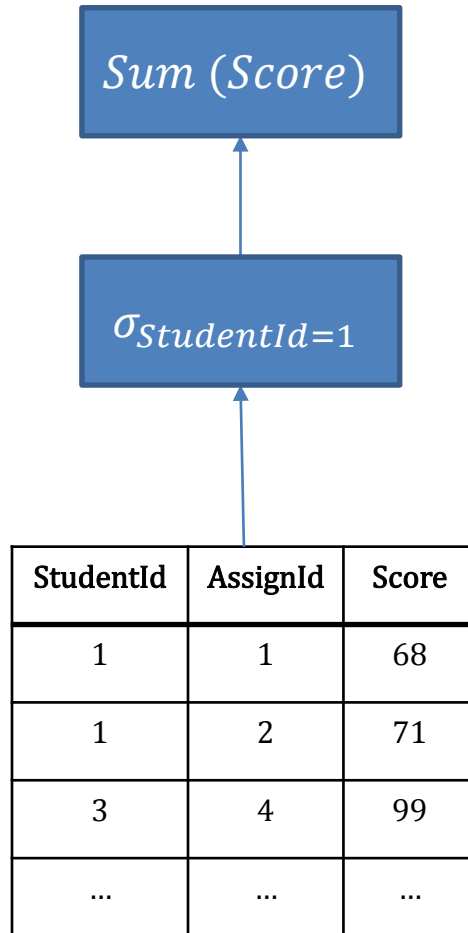 Sum (Score)
σStudentId=1
StudentId AssignId Score
1 1 68
1 2 71
3 4 99
... ... ...